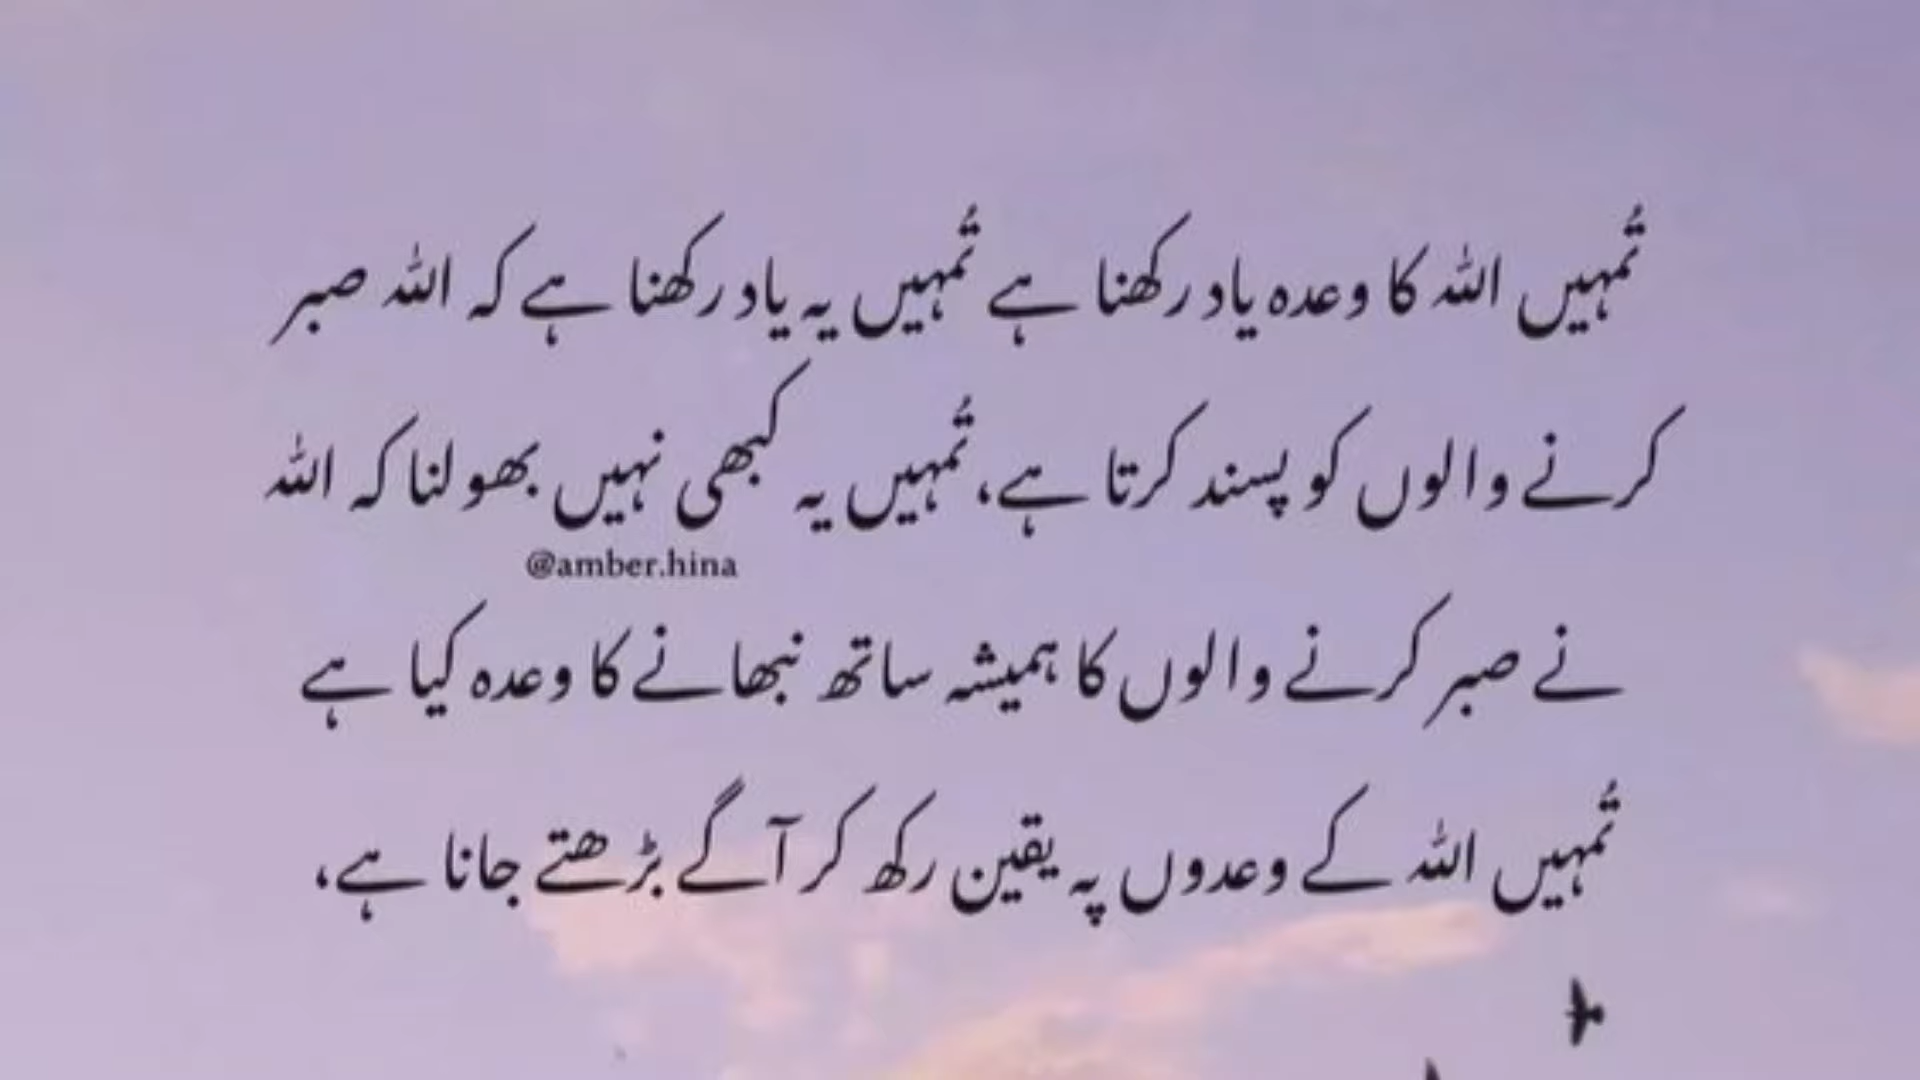 تُمہیں اللہ کا وعدہ یاد رکھنا ہے تُمہیں یہ یاد رکھنا ہے کہ اللہ صبر
کرنے والوں کو پسند کرتا ہے، تُمہیں یہ کبھی نہیں بھولنا کہ اللہ
@amber.hina
نے صبر کرنے والوں کا ہمیشہ ساتھ نبھانے کا وعدہ کیا ہے
تُمہیں اللہ کے وعدوں پہ یقین رکھ کر آگے بڑھتے جانا ہے،